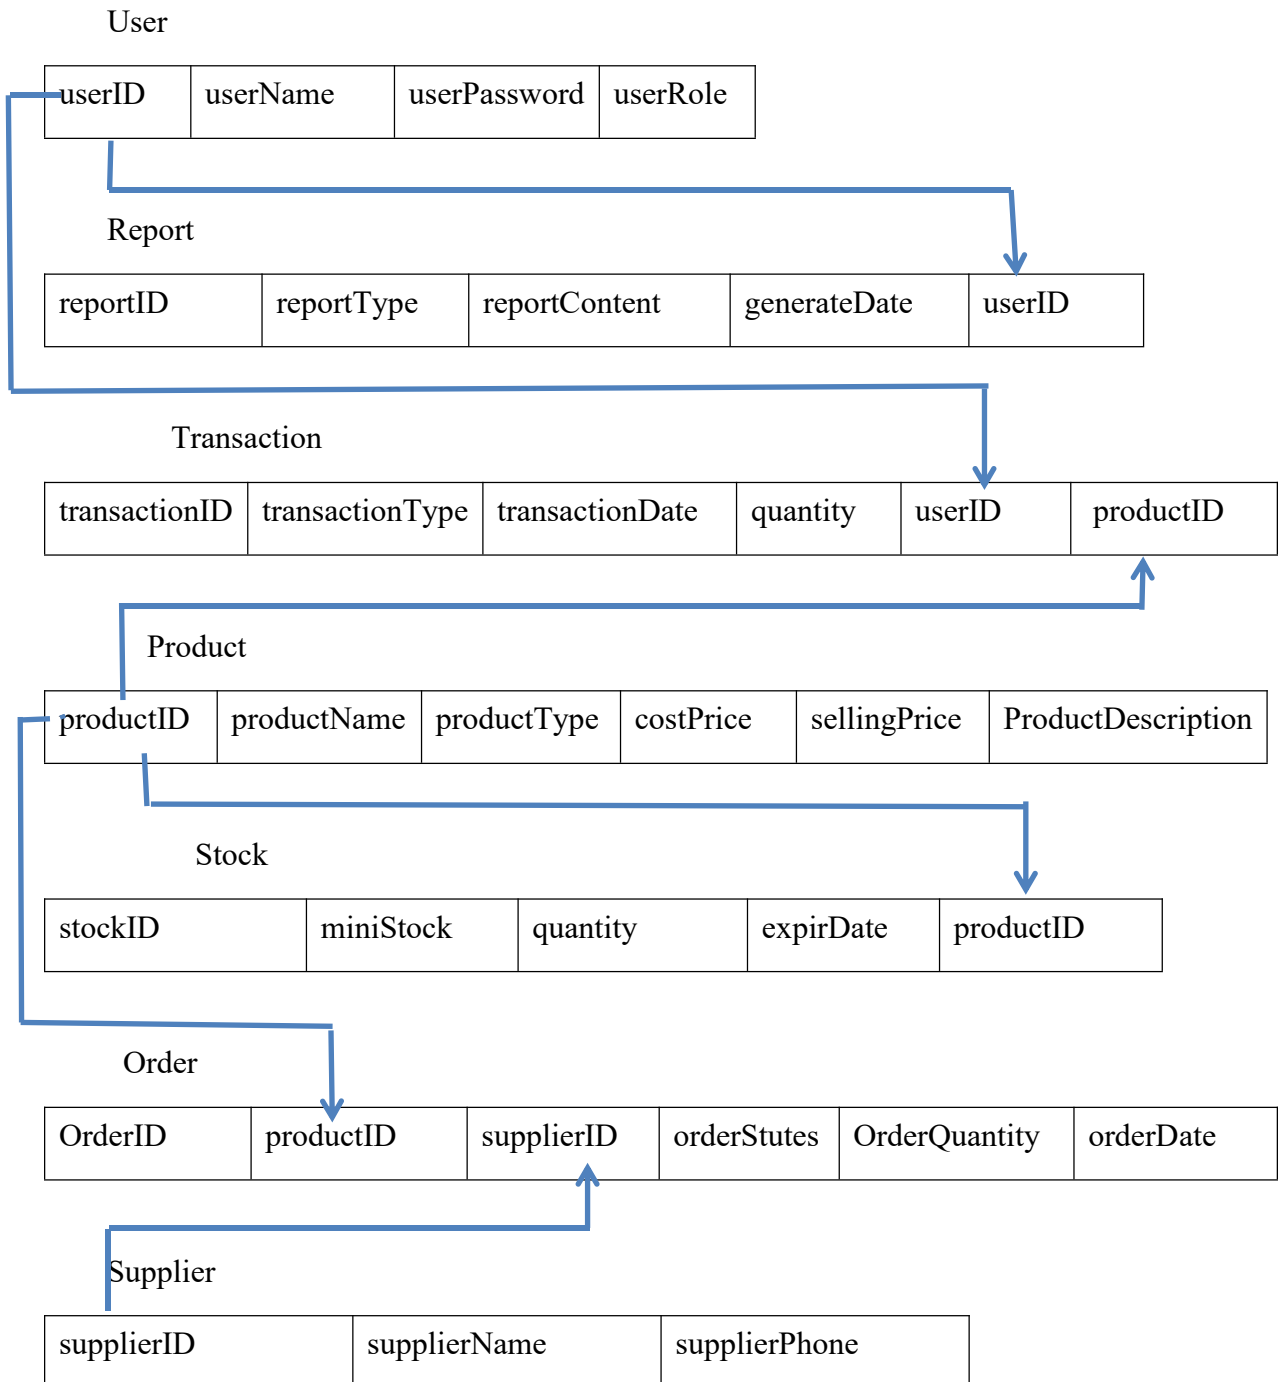 User
userID userName userPassword userRole
Report
reportID reportType reportContent generateDate userID
Transaction
transactionID transactionType transactionDate quantity userID productID
Product
productID productName productType costPrice sellingPrice ProductDescription
Stock
stockID miniStock quantity expirDate productID
Order
OrderID productID supplierID orderStutes OrderQuantity orderDate
Supplier
supplierID supplierName supplierPhone